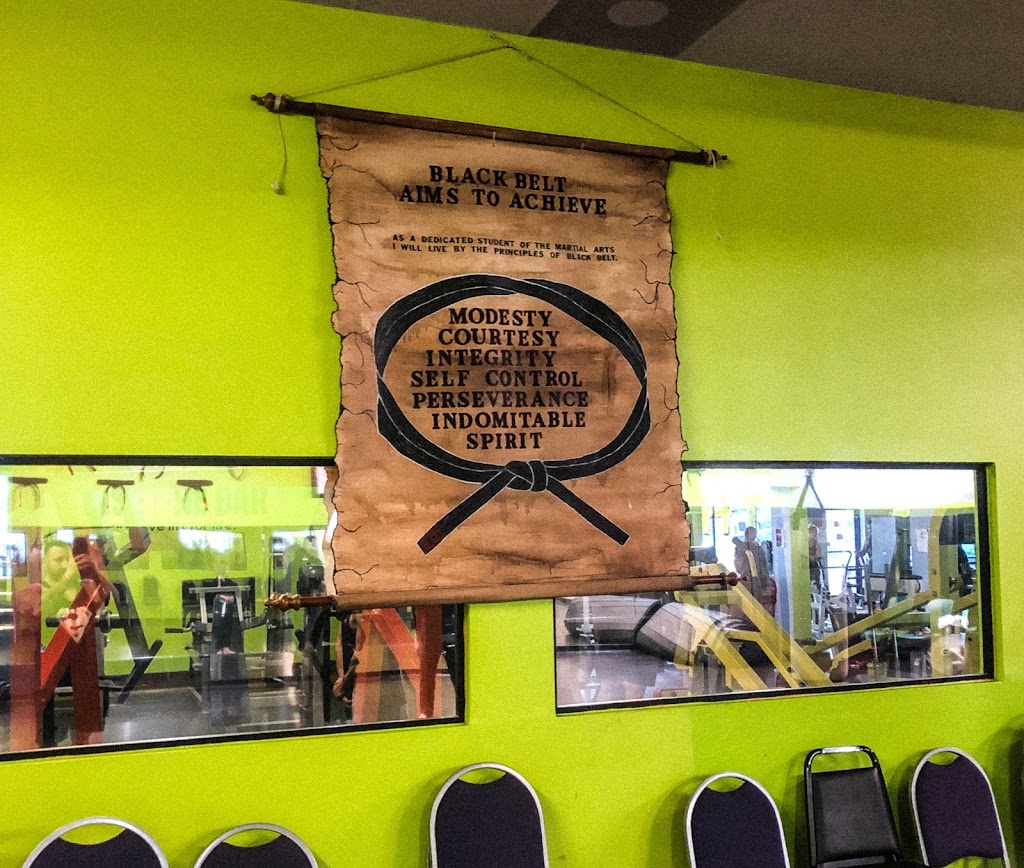 BLACK BELT
AIMS TO ACHIEVE
AS A DEDICATED STUDENT OF THE MARTIAL ARTS
I WILL LIVE BY THE PRINCIPLES OF BLACK BELT.
MODESTY
COURTESY
INTEGRITY
SELF CONTROL
PERSEVERANCE
INDOMITABLE
SPIRIT
BAR